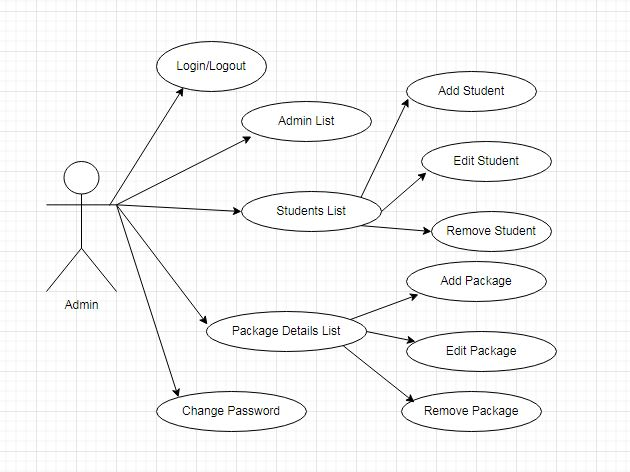 Login/Logout
Admin List
Add Student
Edit Student
Students List
Remove Student
Admin
Add Package
Package Details List
Edit Package
Change Password
Remove Package